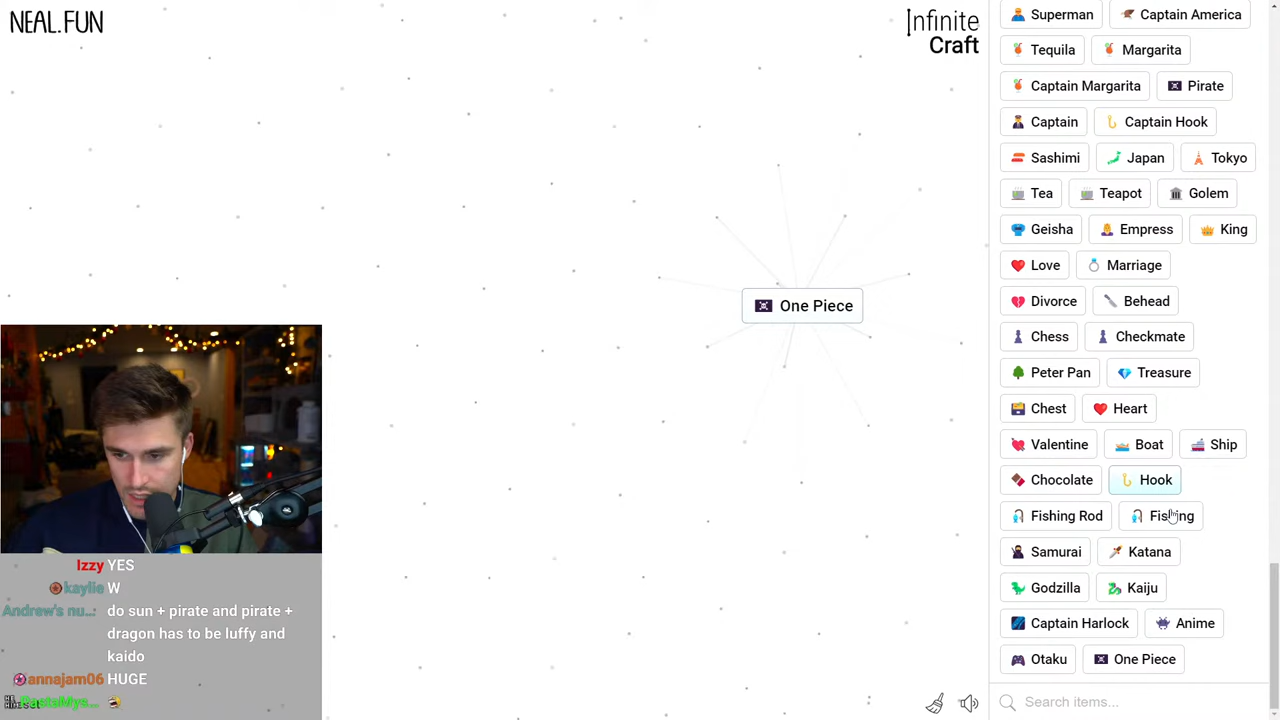 NEAL.FUN
Infinite
Craft
Superman Captain America
Tequila Margarita
Captain Margarita Pirate
Captain Captain Hook
Sashimi Japan Tokyo
Tea Teapot Golem
Geisha Empress King
Love Marriage
Divorce Behead
One Piece
Chess Checkmate
Peter Pan Treasure
Chest Heart
Valentine Boat Ship
Chocolate Hook
Fishing Rod Fishing
Samurai Katana
Godzilla Kaiju
Captain Harlock Anime
Otaku One Piece
Search items...
Izzy YES
kaylie W
Andrew's nu..: do sun + pirate and pirate +
dragon has to be luffy and
kaido
annajam06 HUGE